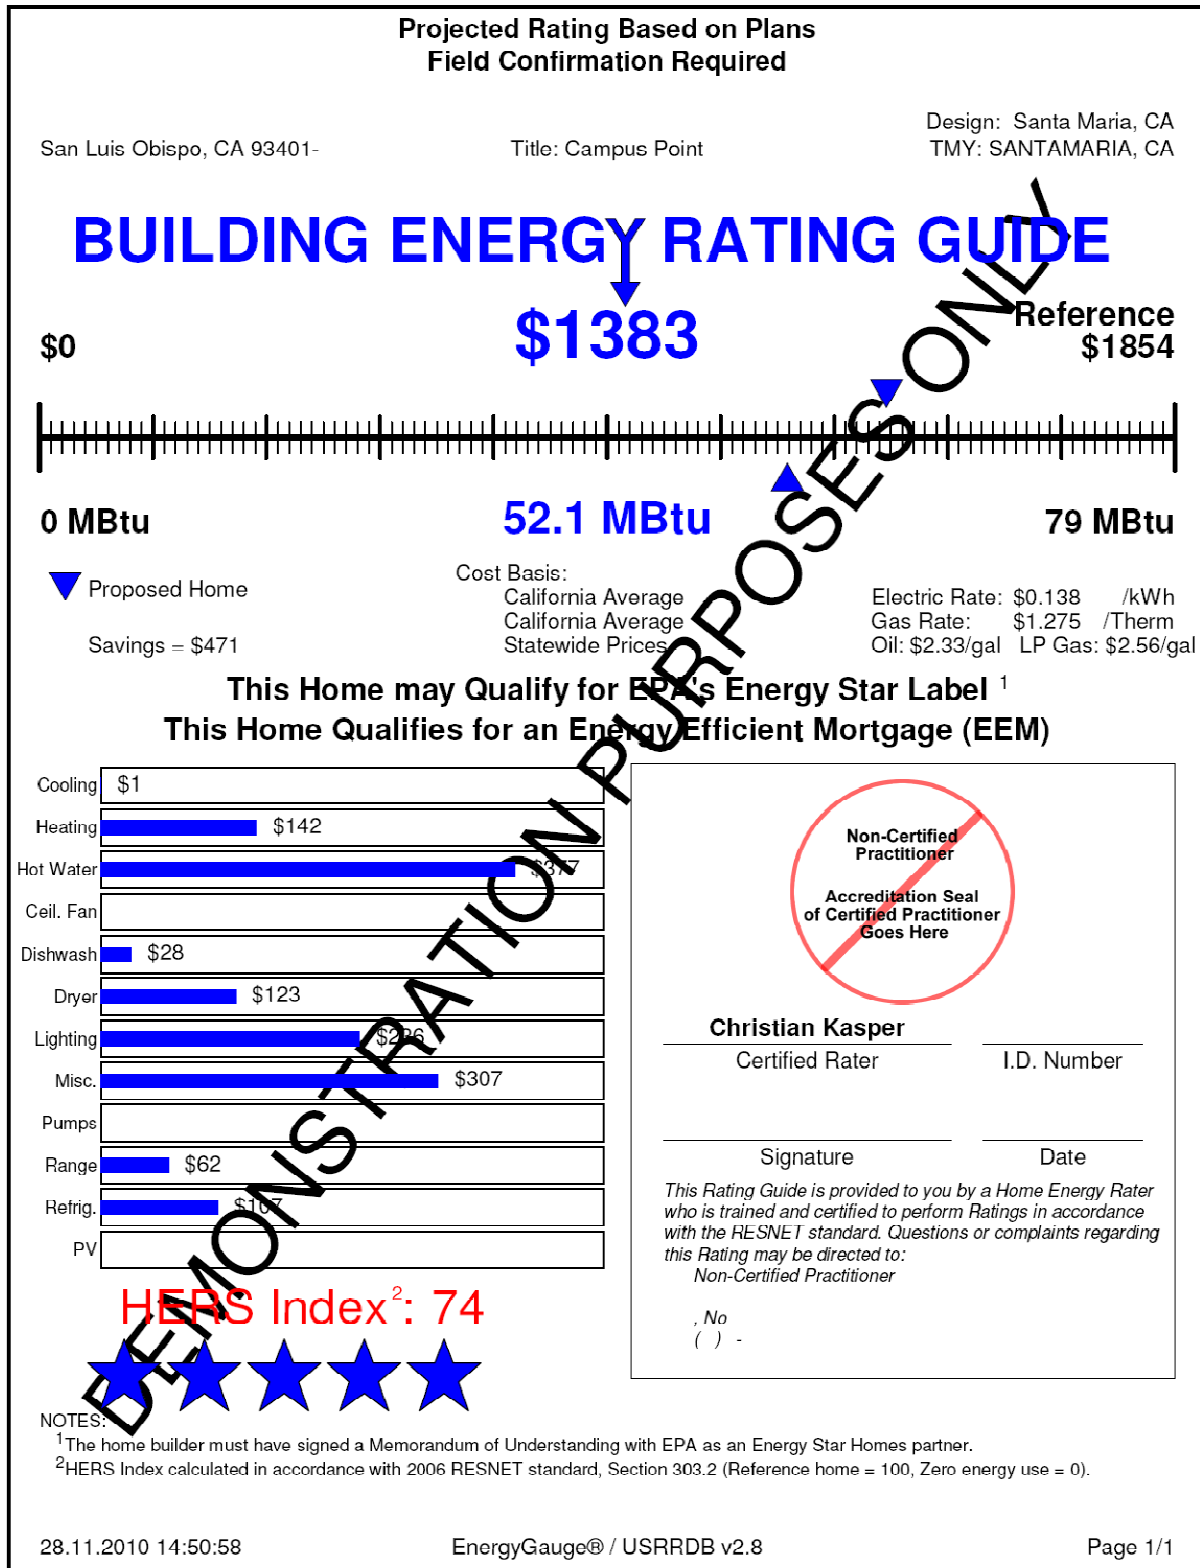 Projected Rating Based on Plans
Field Confirmation Required
Design: Santa Maria, CA
San Luis Obispo, CA 93401-
Title: Campus Point
TMY: SANTAMARIA, CA
BUILDING ENERGY RATING GUIDE
$0
$1383
Reference
$1854
0 MBtu
52.1 MBtu
79 MBtu
Proposed Home
Savings = $471
Cost Basis:
California Average
California Average
Statewide Prices
Electric Rate: $0.138 /kWh
Gas Rate: $1.275 /Therm
Oil: $2.33/gal LP Gas: $2.56/gal
This Home may Qualify for EPA's Energy Star Label 1
This Home Qualifies for an Energy Efficient Mortgage (EEM)
Cooling $1
Heating $142
Hot Water $377
Ceil. Fan
Dishwash $28
Dryer $123
Lighting $236
Misc. $307
Pumps
Range $62
Refrig. $107
PV
HERS Index2: 74
Non-Certified
Practitioner
Accreditation Seal
of Certified Practitioner
Goes Here
Christian Kasper
Certified Rater I.D. Number
Signature Date
This Rating Guide is provided to you by a Home Energy Rater
who is trained and certified to perform Ratings in accordance
with the RESNET standard. Questions or complaints regarding
this Rating may be directed to:
Non-Certified Practitioner
, No
( ) -
NOTES:
1The home builder must have signed a Memorandum of Understanding with EPA as an Energy Star Homes partner.
2HERS Index calculated in accordance with 2006 RESNET standard, Section 303.2 (Reference home = 100, Zero energy use = 0).
28.11.2010 14:50:58 EnergyGauge® / USRRDB v2.8 Page 1/1
DEMONSTRATION PURPOSES ONLY